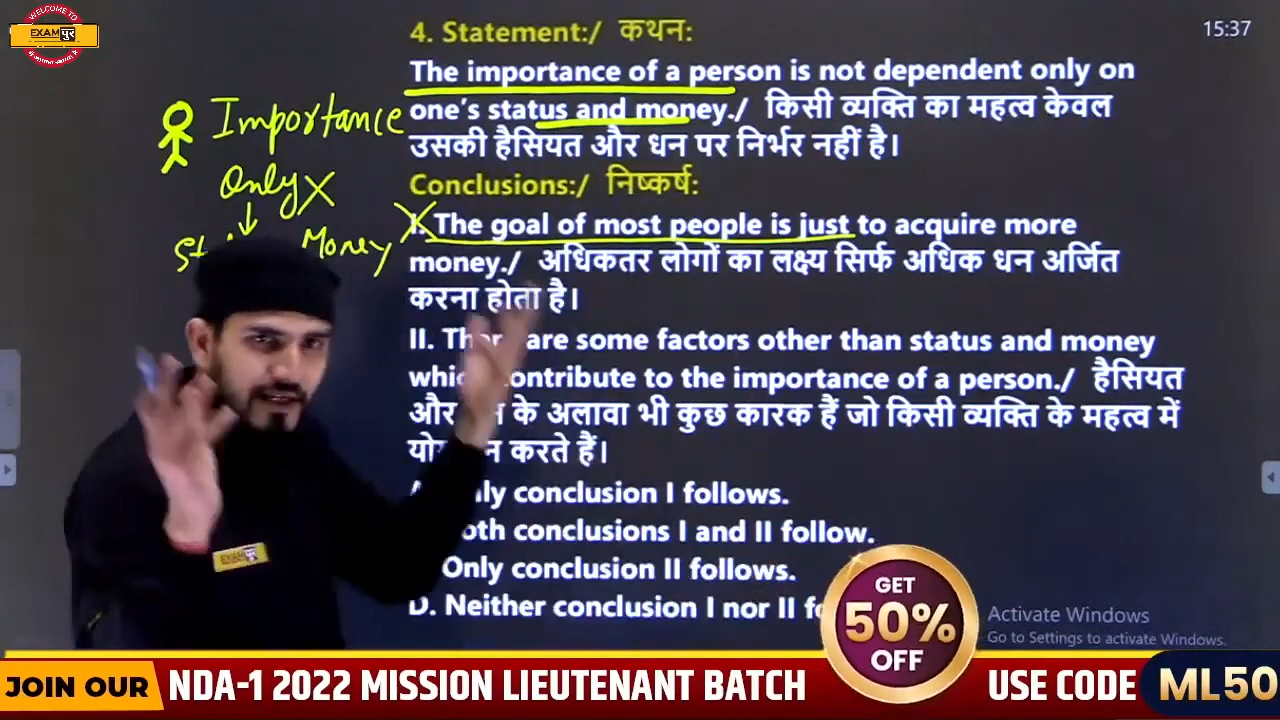 WELCOME TO
EXAMपुर
4. Statement:/ कथन:
15:37
The importance of a person is not dependent only on
one's status and money./ किसी व्यक्ति का महत्व केवल
उसकी हैसियत और धन पर निर्भर नहीं है।
Importance
Only X
Money
Conclusions:/ निष्कर्ष:
I. The goal of most people is just to acquire more
money./ अधिकतर लोगों का लक्ष्य सिर्फ अधिक धन अर्जित
करना होता है।
II. are some factors other than status and money
contribute to the importance of a person./ हैसियत
और के अलावा भी कुछ कारक हैं जो किसी व्यक्ति के महत्व में
करते हैं।
conclusion I follows.
conclusions I and II follow.
Only conclusion II follows.
D. Neither conclusion I nor II
EXAMपुर
GET
50%
OFF
Activate Windows
Go to Settings to activate Windows.
JOIN OUR NDA-1 2022 MISSION LIEUTENANT BATCH USE CODE ML50